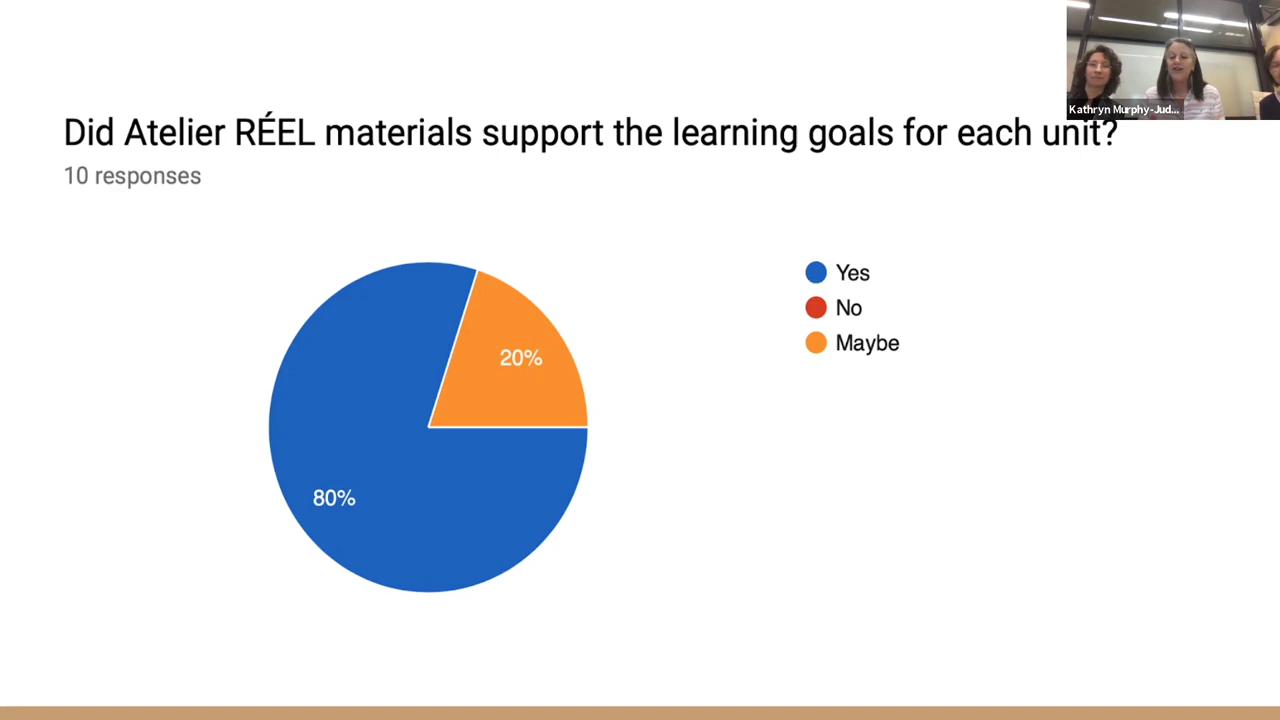 Kathryn Murphy-Jud...
Did Atelier RÉEL materials support the learning goals for each unit?
10 responses
Yes
No
Maybe
20%
80%